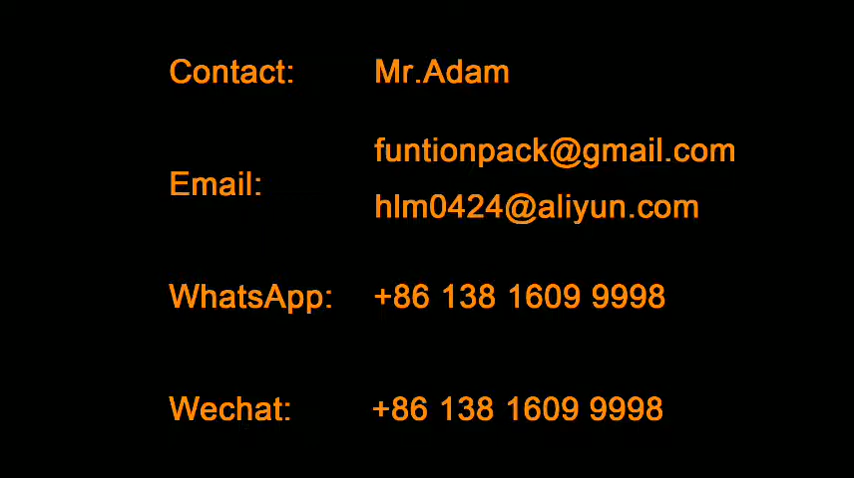 Contact: Mr.Adam
Email: funtionpack@gmail.com
hlm0424@aliyun.com
WhatsApp: +86 138 1609 9998
Wechat: +86 138 1609 9998